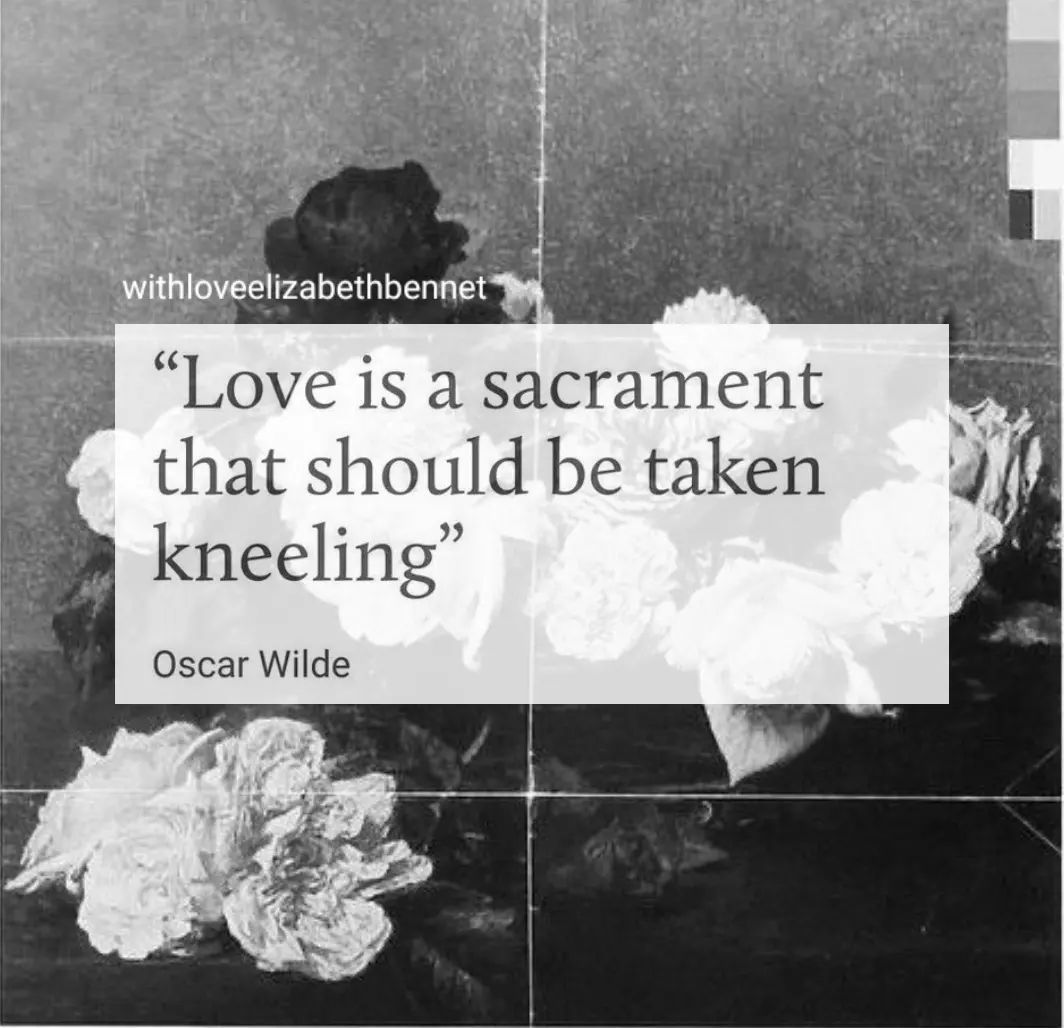 withloveelizabethbennet
“Love is a sacrament
that should be taken
kneeling”
Oscar Wilde